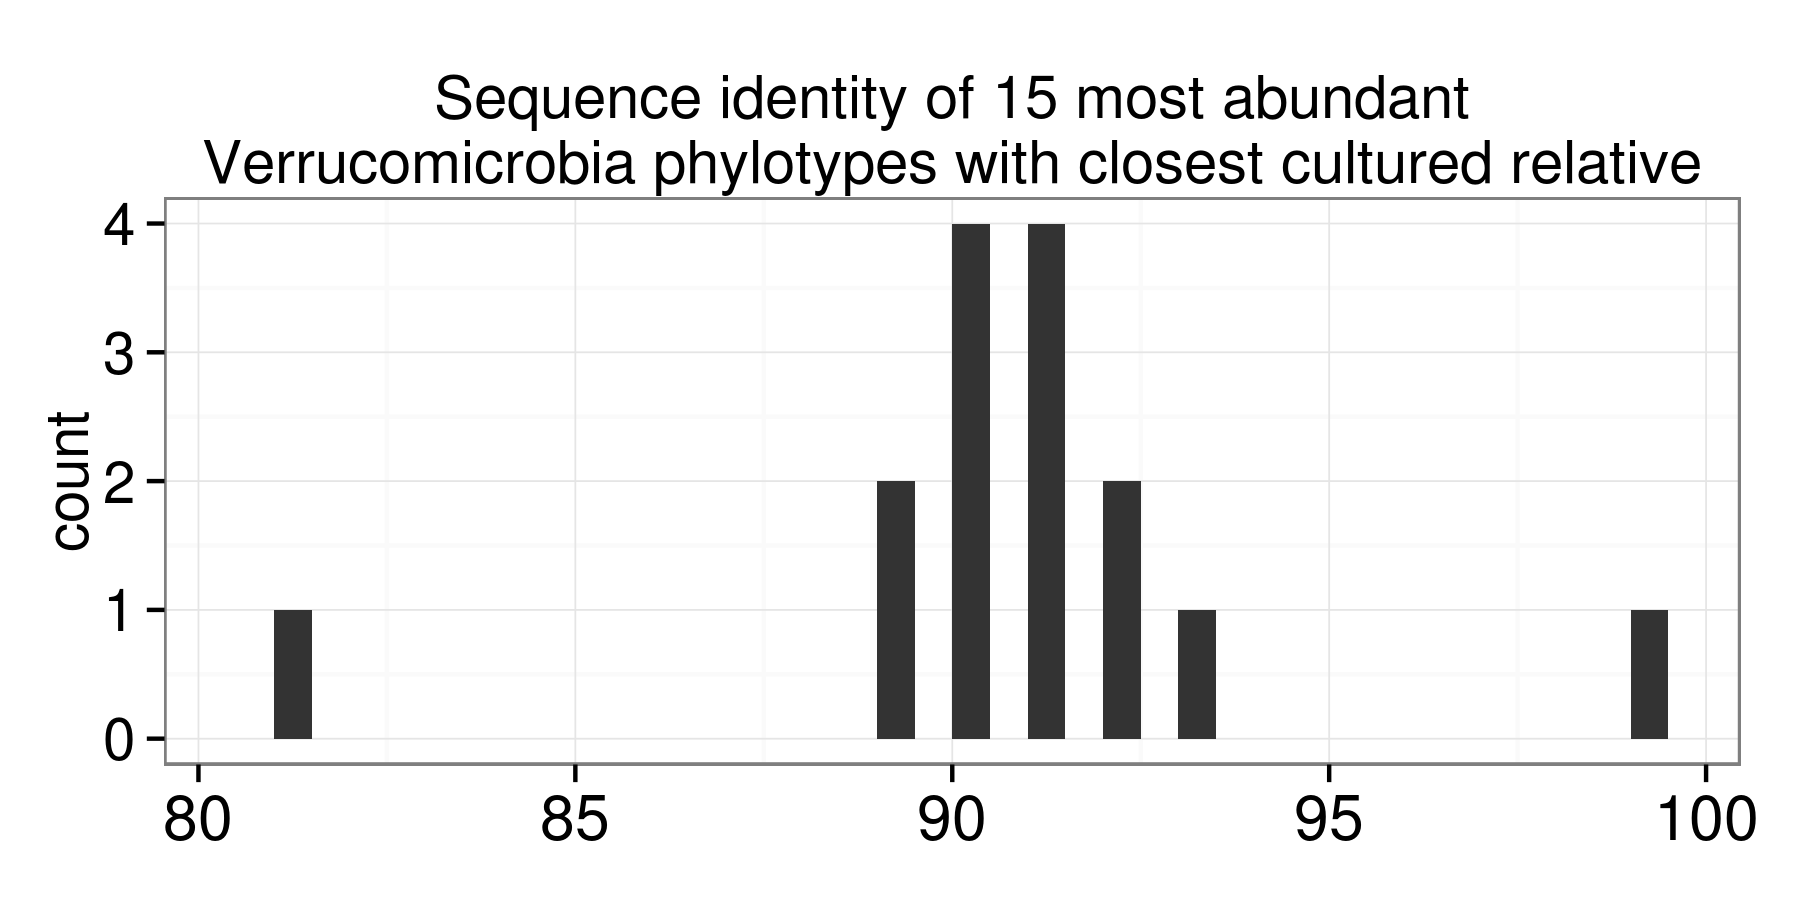 Sequence identity of 15 most abundant
Verrucomicrobia phylotypes with closest cultured relative
4
3
2
1
0
count
80 85 90 95 100